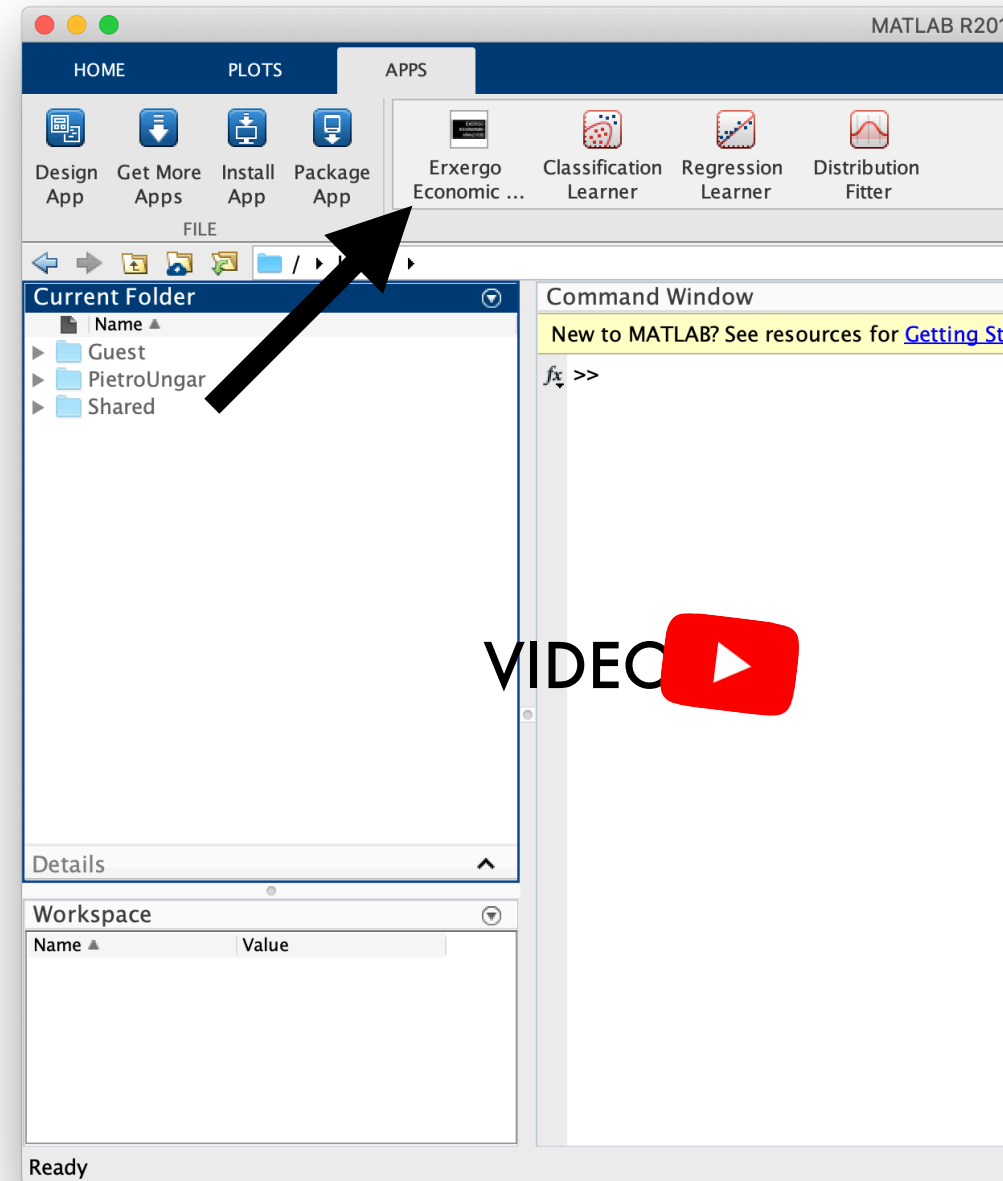 MATLAB R201
HOME PLOTS APPS
Design App
Get More Apps
Install App
Package App
Erxergo Economic ...
Classification Learner
Regression Learner
Distribution Fitter
FILE
/
Current Folder
Name
Guest
PietroUngar
Shared
Command Window
New to MATLAB? See resources for Getting St
fx >>
VIDEO
Details
Workspace
Name Value
Ready